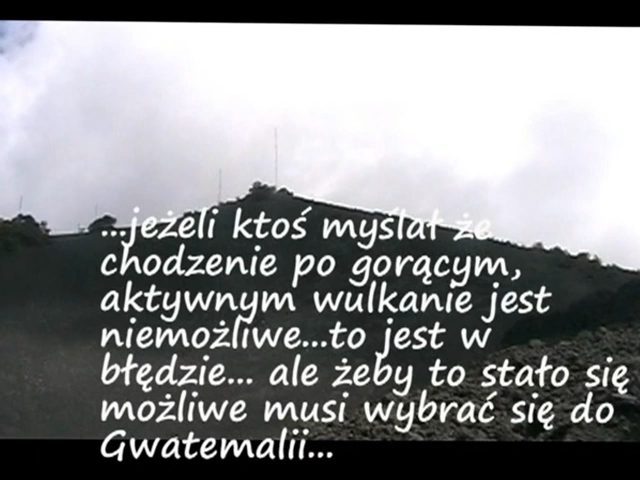 ...jeżeli ktoś myślał że
chodzenie po gorącym,
aktywnym wulkanie jest
niemożliwe...to jest w
błędzie... ale żeby to stało się
możliwe musi wybrać się do
Gwatemalii...